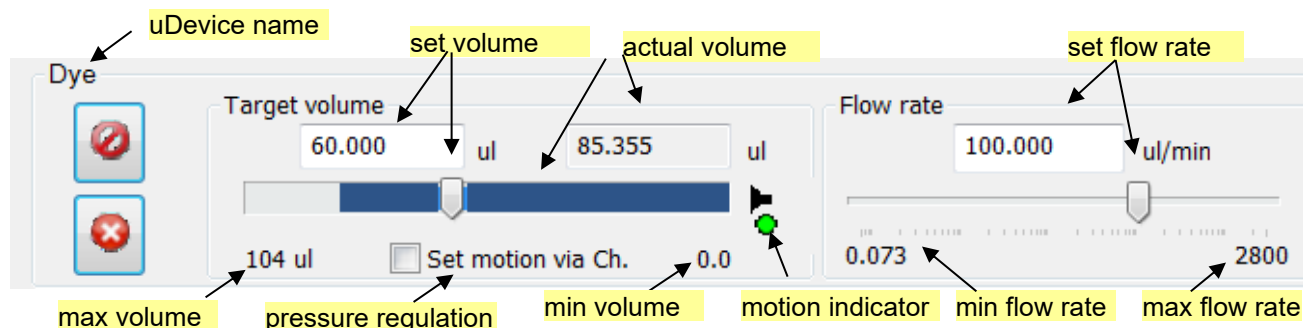 uDevice name
set volume
actual volume
set flow rate
Dye
Target volume
Flow rate
60.000 ul 85.355 ul
100.000 ul/min
104 ul Set motion via Ch. 0.0
0.073 2800
max volume
pressure regulation
min volume
motion indicator
min flow rate
max flow rate